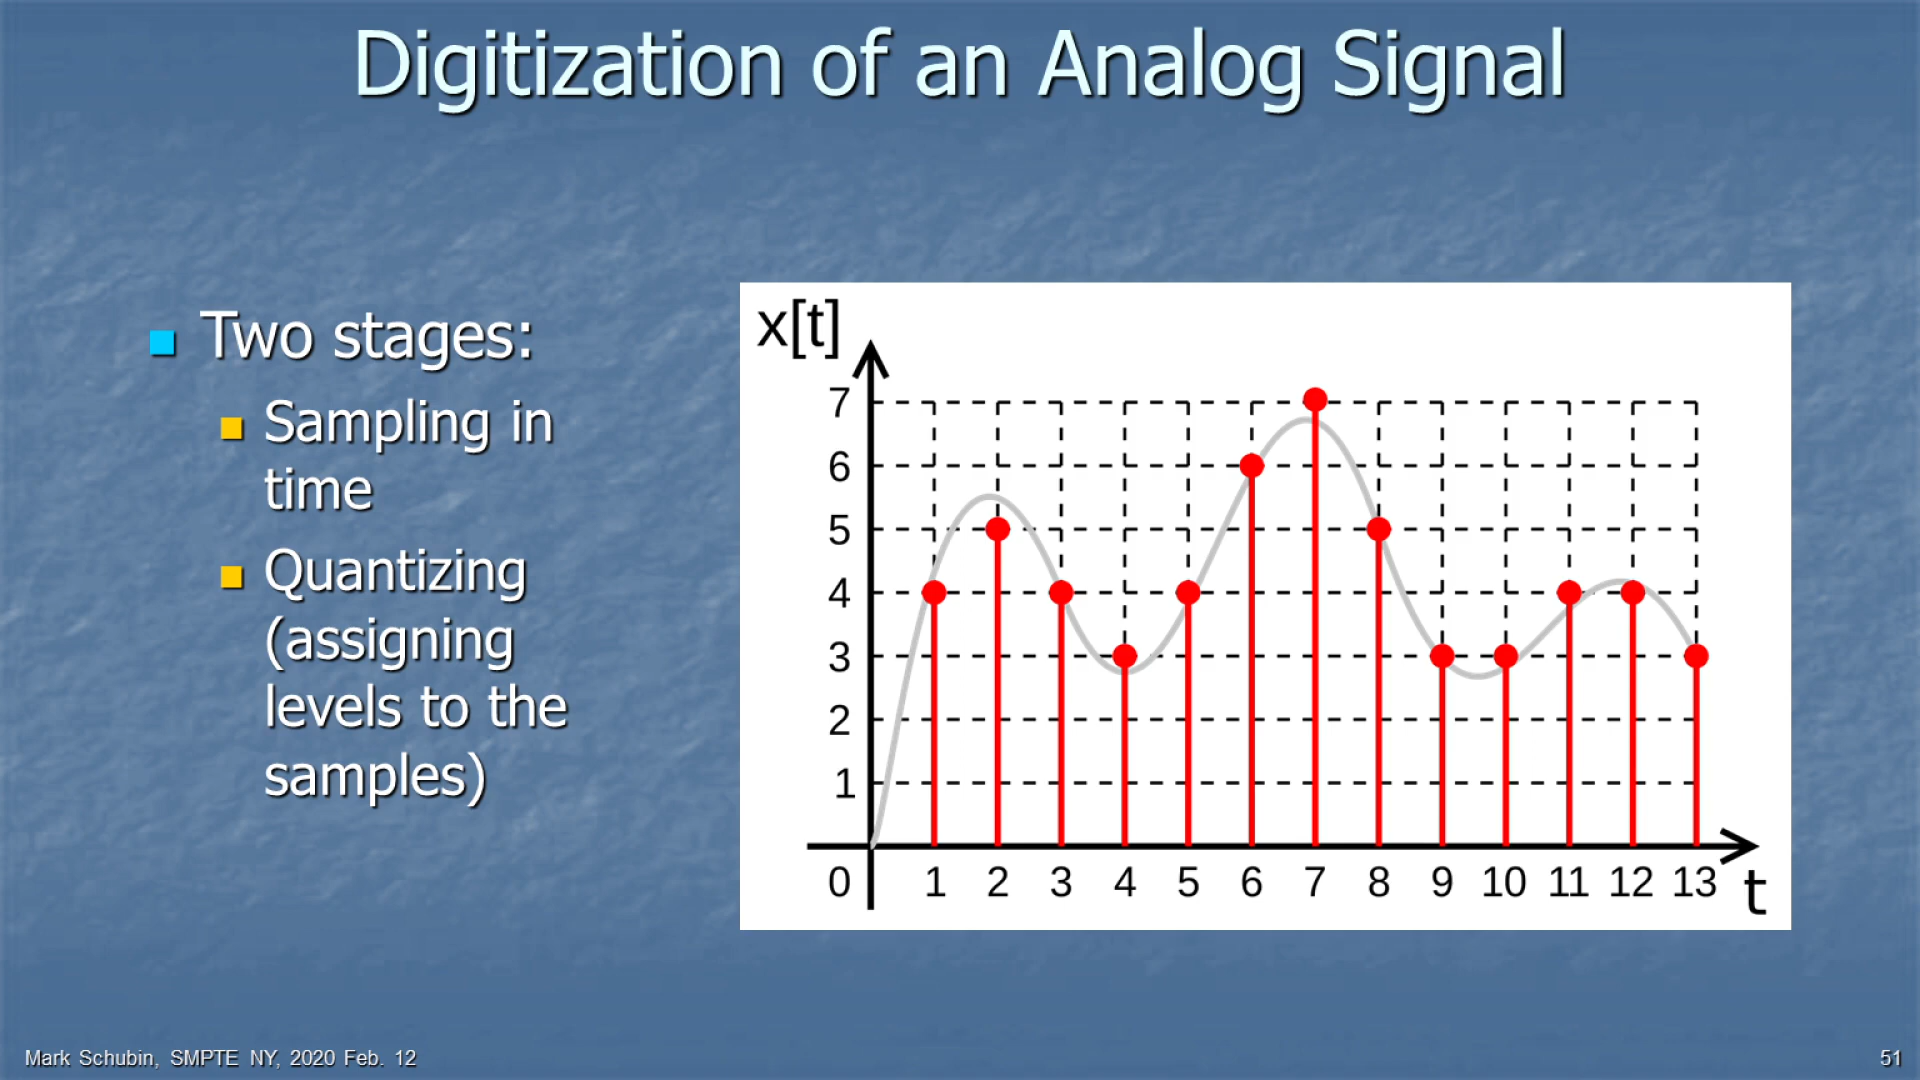 Digitization of an Analog Signal
Two stages:
Sampling in
time
Quantizing
(assigning
levels to the
samples)
x[t]
7
6
5
4
3
2
1
0 1 2 3 4 5 6 7 8 9 10 11 12 13 t
Mark Schubin, SMPTE NY, 2020 Feb. 12
51